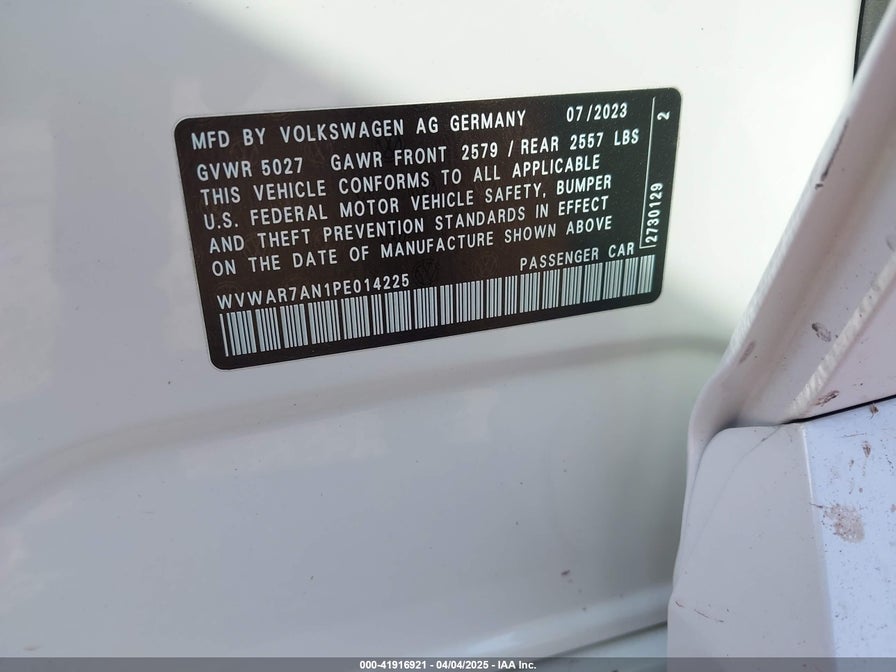 MFD BY VOLKSWAGEN AG GERMANY 07/2023
GVWR 5027 GAWR FRONT 2579 / REAR 2557 LBS
THIS VEHICLE CONFORMS TO ALL APPLICABLE
U.S. FEDERAL MOTOR VEHICLE SAFETY, BUMPER
AND THEFT PREVENTION STANDARDS IN EFFECT
ON THE DATE OF MANUFACTURE SHOWN ABOVE
WVWAR7AN1PE014225 PASSENGER CAR
2730129 2
000-41916921 - 04/04/2025 - IAA Inc.